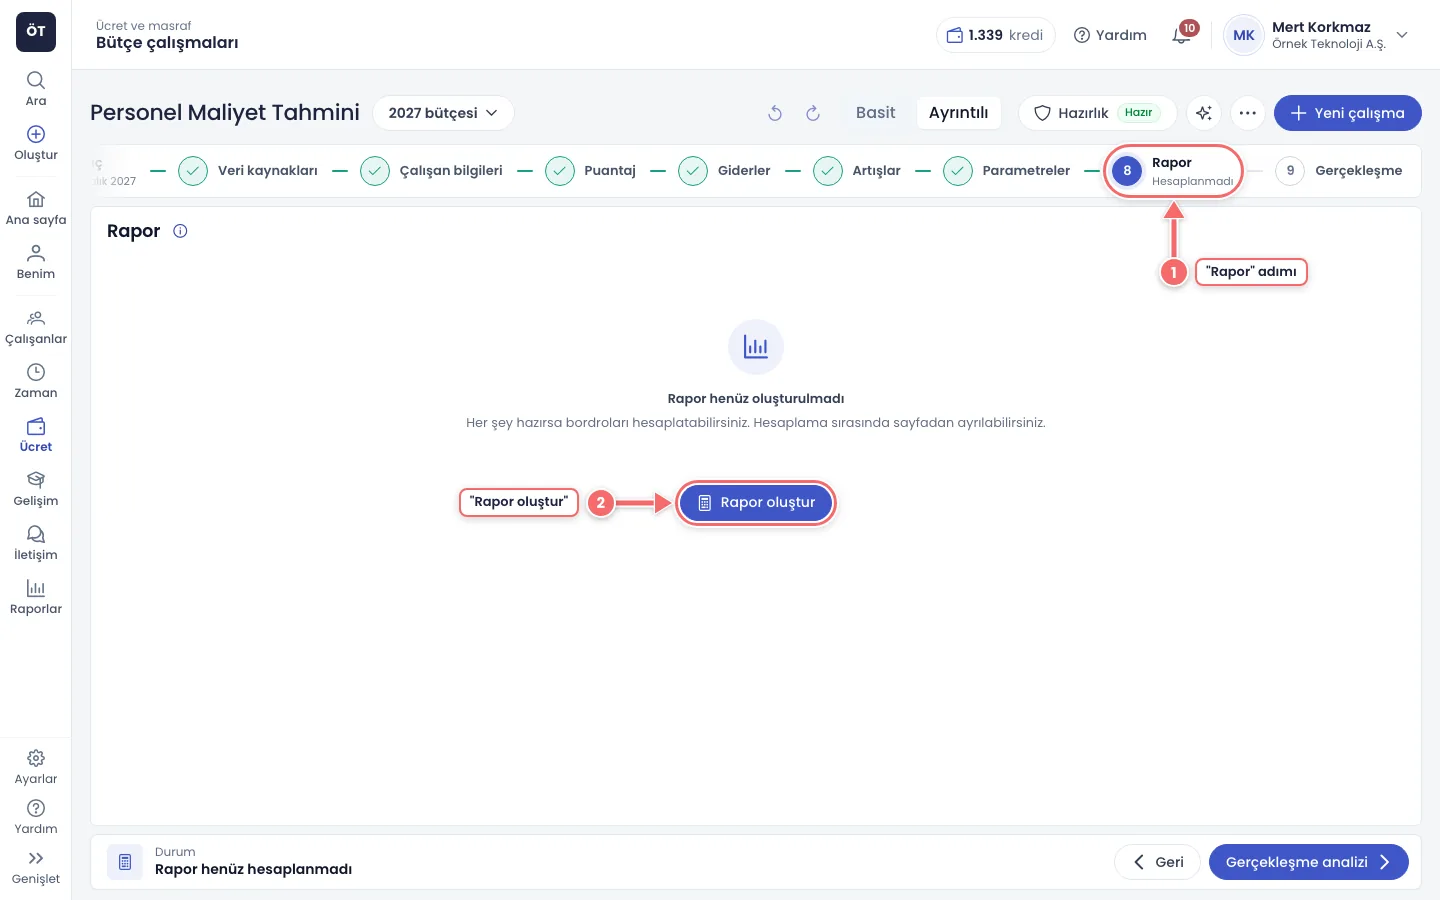 ÖT
Ücret ve masraf
Bütçe çalışmaları
1.339 kredi
Yardım
10
MK
Mert Korkmaz
Örnek Teknoloji A.Ş.
Ara
Oluştur
Ana sayfa
Benim
Çalışanlar
Zaman
Ücret
Gelişim
İletişim
Raporlar
Ayarlar
Yardım
Genişlet
Personel Maliyet Tahmini
2027 bütçesi
Basit
Ayrıntılı
Hazırlık
Hazır
Yeni çalışma
2027
Veri kaynakları
Çalışan bilgileri
Puantaj
Giderler
Artışlar
Parametreler
8
Rapor
Hesaplanmadı
9
Gerçekleşme
Rapor
1
"Rapor" adımı
Rapor henüz oluşturulmadı
Her şey hazırsa bordroları hesaplatabilirsiniz. Hesaplama sırasında sayfadan ayrılabilirsiniz.
"Rapor oluştur"
2
Rapor oluştur
Durum
Rapor henüz hesaplanmadı
Geri
Gerçekleşme analizi